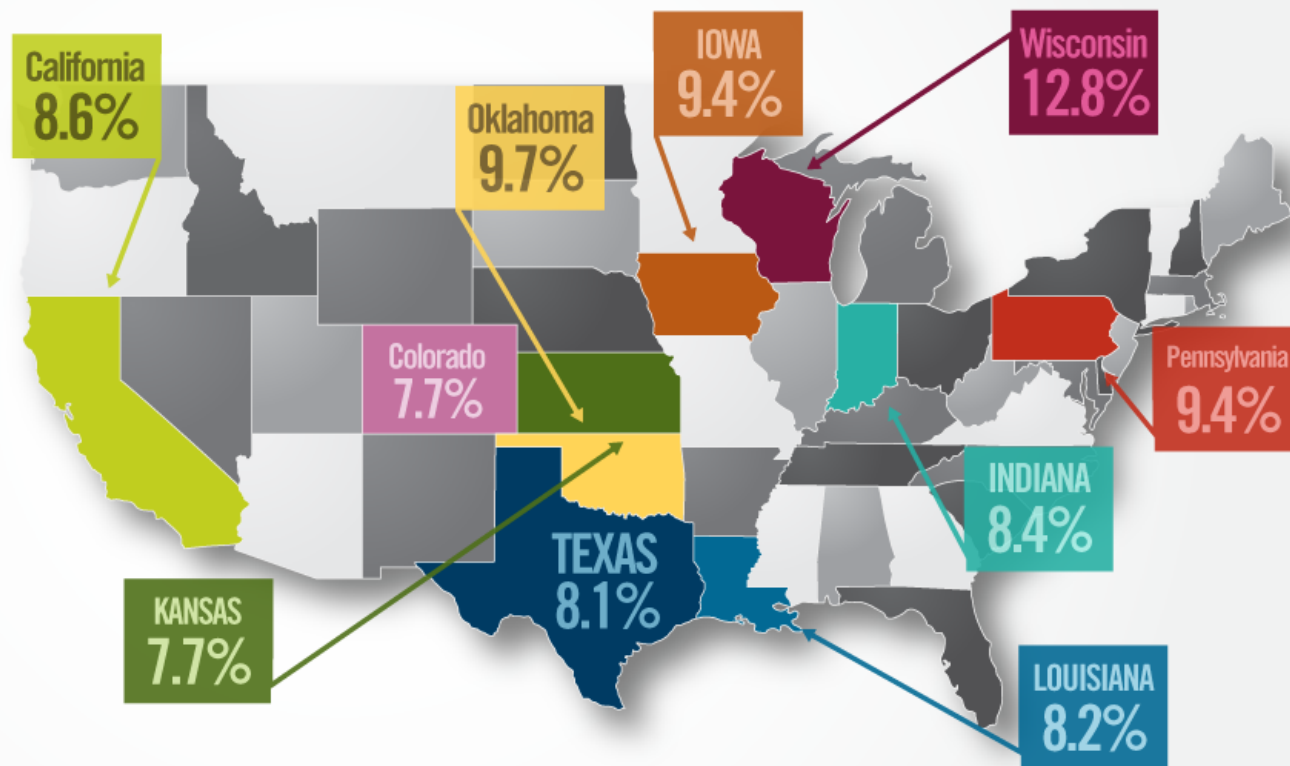 California
8.6%
Oklahoma
9.7%
IOWA
9.4%
Wisconsin
12.8%
Colorado
7.7%
Pennsylvania
9.4%
INDIANA
8.4%
TEXAS
8.1%
KANSAS
7.7%
LOUISIANA
8.2%